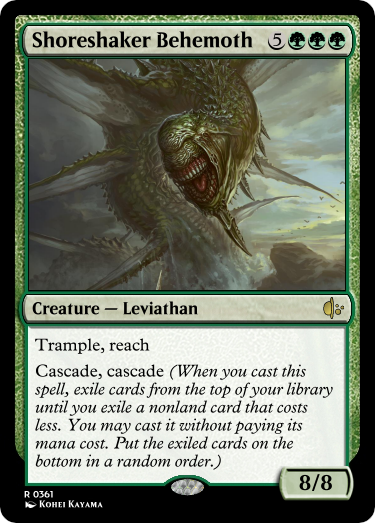 Shoreshaker Behemoth 5
Creature — Leviathan
Trample, reach
Cascade, cascade (When you cast this
spell, exile cards from the top of your library
until you exile a nonland card that costs
less. You may cast it without paying its
mana cost. Put the exiled cards on the
bottom in a random order.)
8/8
R 0361
Kohei Kayama